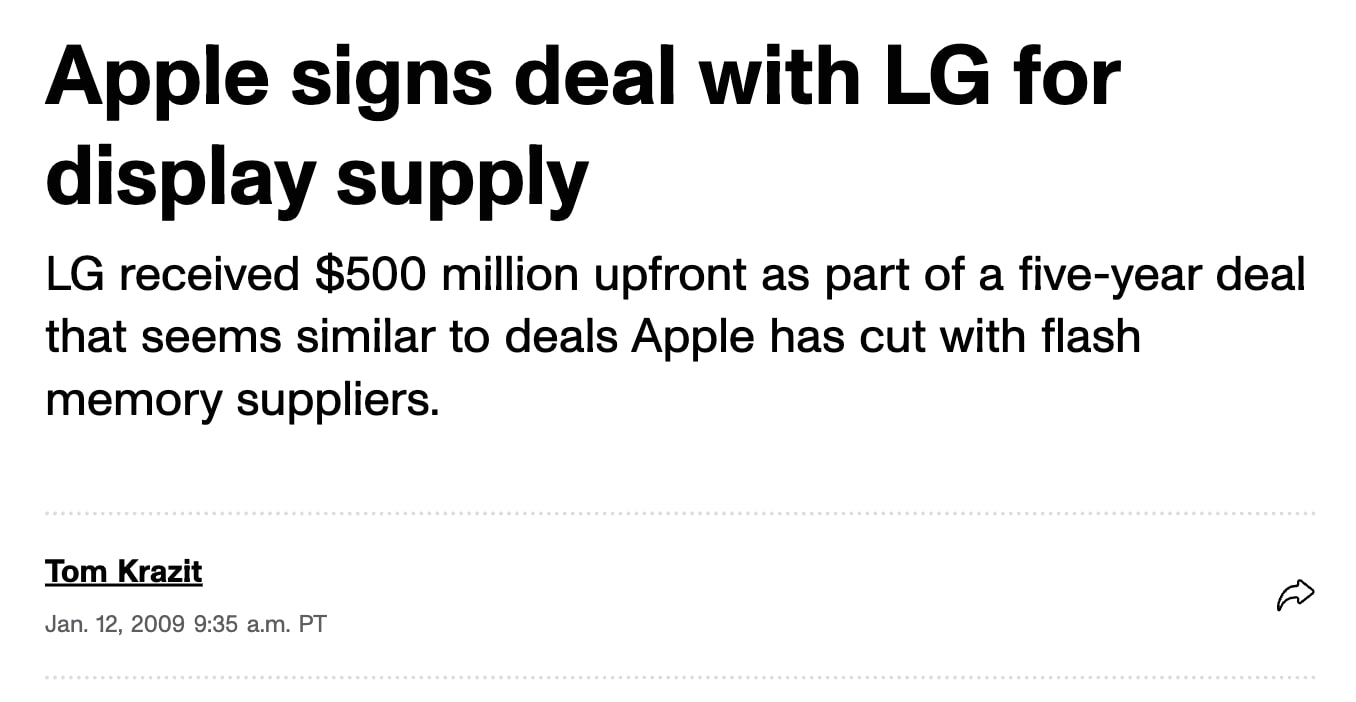 Apple signs deal with LG for
display supply
LG received $500 million upfront as part of a five-year deal
that seems similar to deals Apple has cut with flash
memory suppliers.
Tom Krazit
Jan. 12, 2009 9:35 a.m. PT